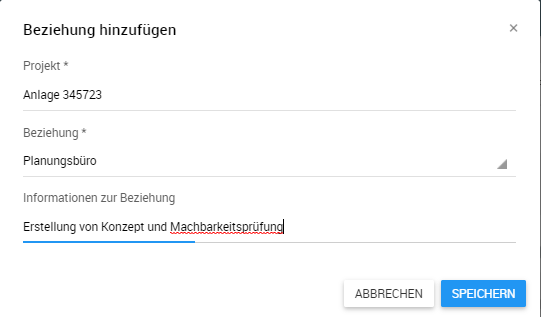 Beziehung hinzufügen
Projekt *
Anlage 345723
Beziehung *
Planungsbüro
Informationen zur Beziehung
Erstellung von Konzept und Machbarkeitsprüfung
ABBRECHEN SPEICHERN